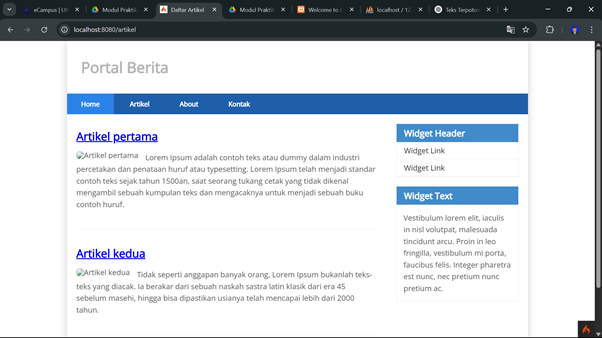 eCampus | U
Modul Prakti
Daftar Artikel
Modul Prakti
Welcome to C
localhost / 12
Teks Terpoton
localhost:8080/artikel
Portal Berita
Home Artikel About Kontak
Artikel pertama
Artikel pertama Lorem Ipsum adalah contoh teks atau dummy dalam industri
percetakan dan penataan huruf atau typesetting. Lorem Ipsum telah menjadi standar
contoh teks sejak tahun 1500an, saat seorang tukang cetak yang tidak dikenal
mengambil sebuah kumpulan teks dan mengacaknya untuk menjadi sebuah buku
contoh huruf.
Artikel kedua
Artikel kedua Tidak seperti anggapan banyak orang, Lorem Ipsum bukanlah teks-
teks yang diacak. Ia berakar dari sebuah naskah sastra latin klasik dari era 45
sebelum masehi, hingga bisa dipastikan usianya telah mencapai lebih dari 2000
tahun.
Widget Header
Widget Link
Widget Link
Widget Text
Vestibulum lorem elit, iaculis
in nisl volutpat, malesuada
tincidunt arcu. Proin in leo
fringilla, vestibulum mi porta,
faucibus felis. Integer pharetra
est nunc, nec pretium nunc
pretium ac.